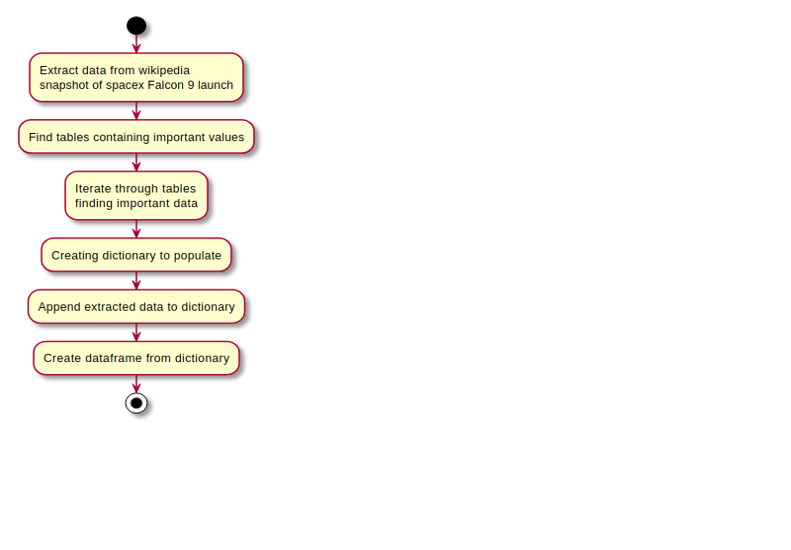 Extract data from wikipedia
snapshot of spacex Falcon 9 launch
Find tables containing important values
Iterate through tables
finding important data
Creating dictionary to populate
Append extracted data to dictionary
Create dataframe from dictionary